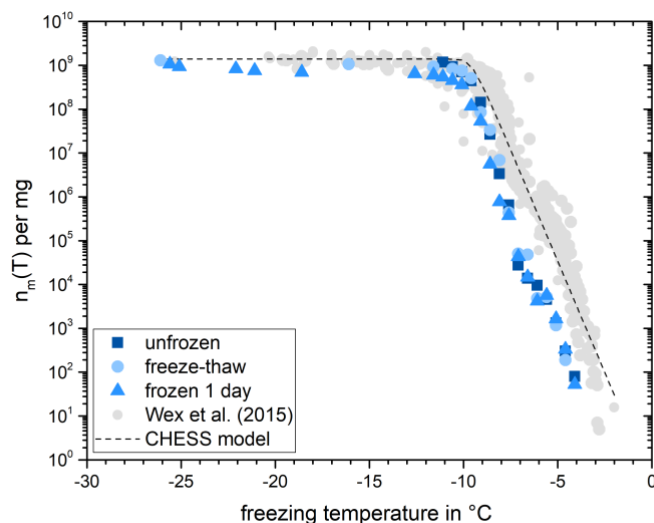 n_m(T) per mg
10^10
10^9
10^8
10^7
10^6
10^5
10^4
10^3
10^2
10^1
10^0
unfrozen
freeze-thaw
frozen 1 day
Wex et al. (2015)
CHESS model
-30 -25 -20 -15 -10 -5 0
freezing temperature in °C